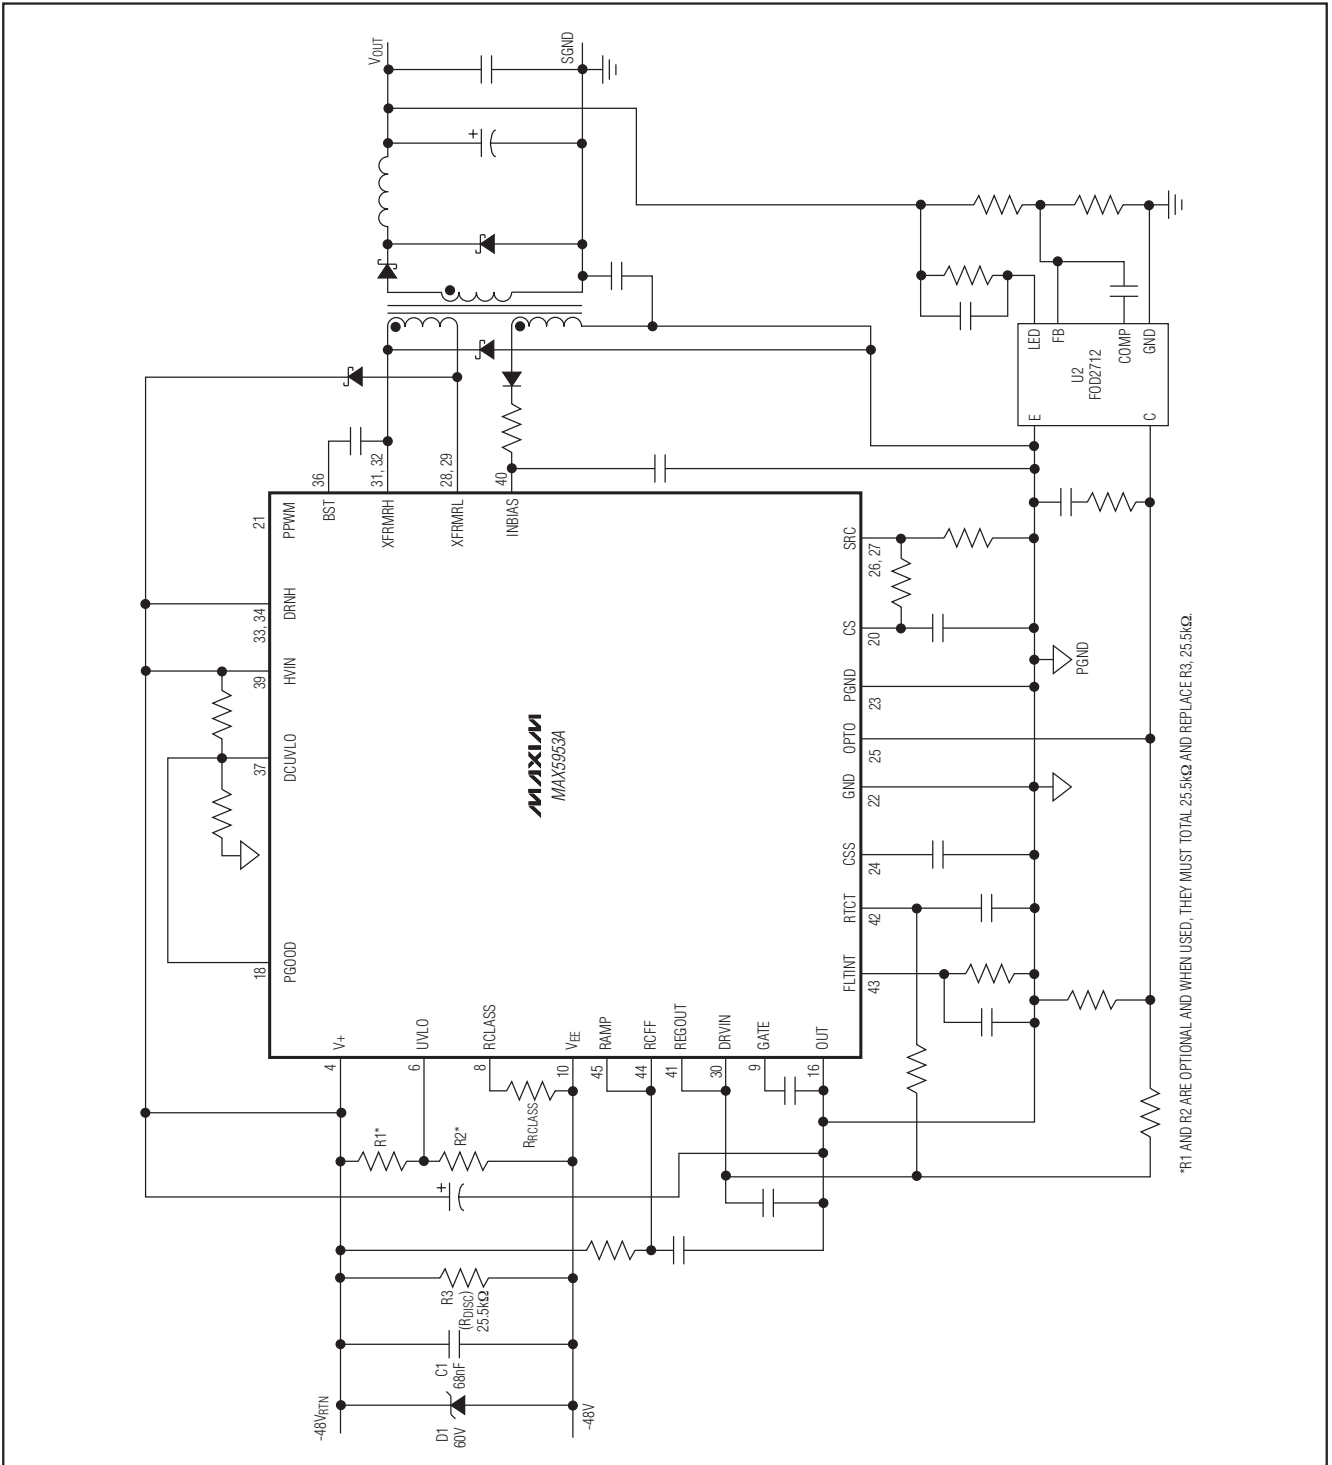 -48VRTN
D1
60V
-48V
C1
68nF
R3
(RDISC)
25.5kΩ
+
R1*
R2*
RRCLASS
4
V+
6
UVLO
8
RCLASS
10
VEE
45
RAMP
44
RCFF
41
REGOUT
30
DRVIN
9
GATE
16
OUT
18
PGOOD
37
DCUVLO
39
HVIN
33, 34
DRNH
21
PPWM
MAXIM
MAX5953A
43
FLTINT
42
RTCT
24
CSS
22
GND
25
OPTO
23
PGND
PGND
20
CS
26, 27
SRC
36
BST
31, 32
XFRMRH
28, 29
XFRMRL
40
INBIAS
VOUT
+
SGND
U2
FOD2712
LED
FB
COMP
GND
E
C
*R1 AND R2 ARE OPTIONAL AND WHEN USED, THEY MUST TOTAL 25.5kΩ AND REPLACE R3, 25.5kΩ.